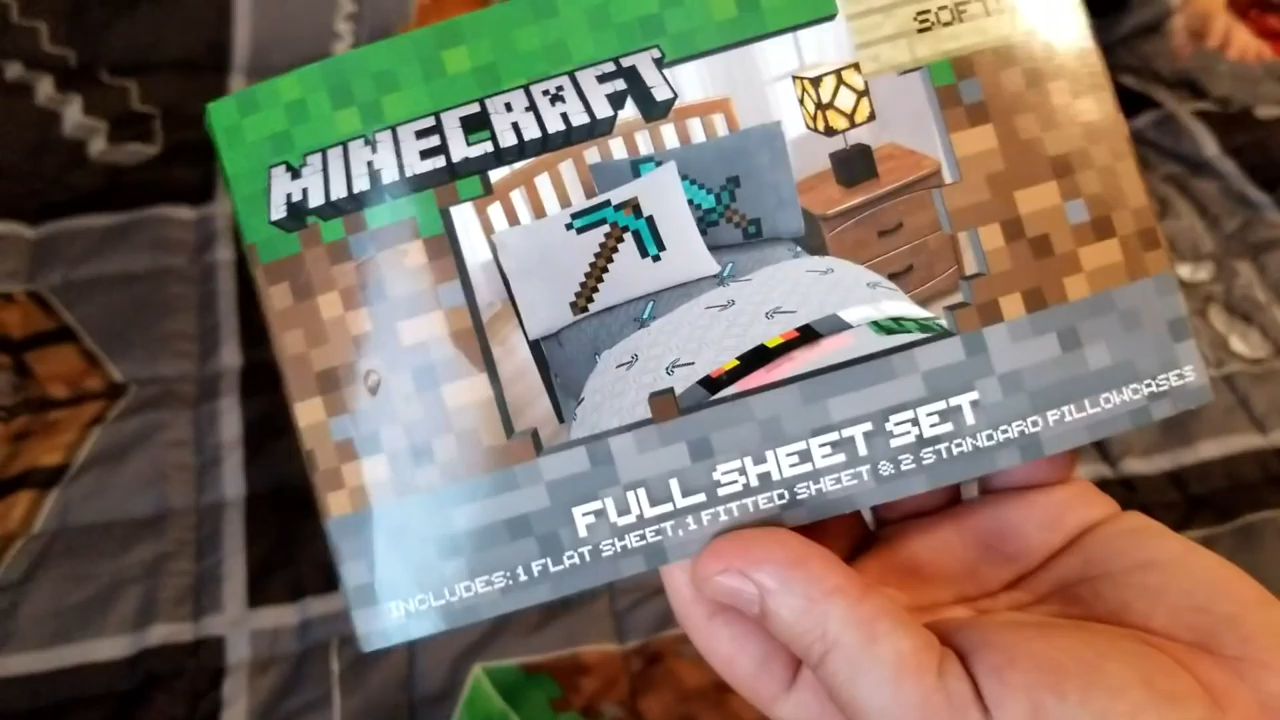 SOFT
MINECRAFT
FULL SHEET SET
INCLUDES: 1 FLAT SHEET, 1 FITTED SHEET & 2 STANDARD PILLOWCASES